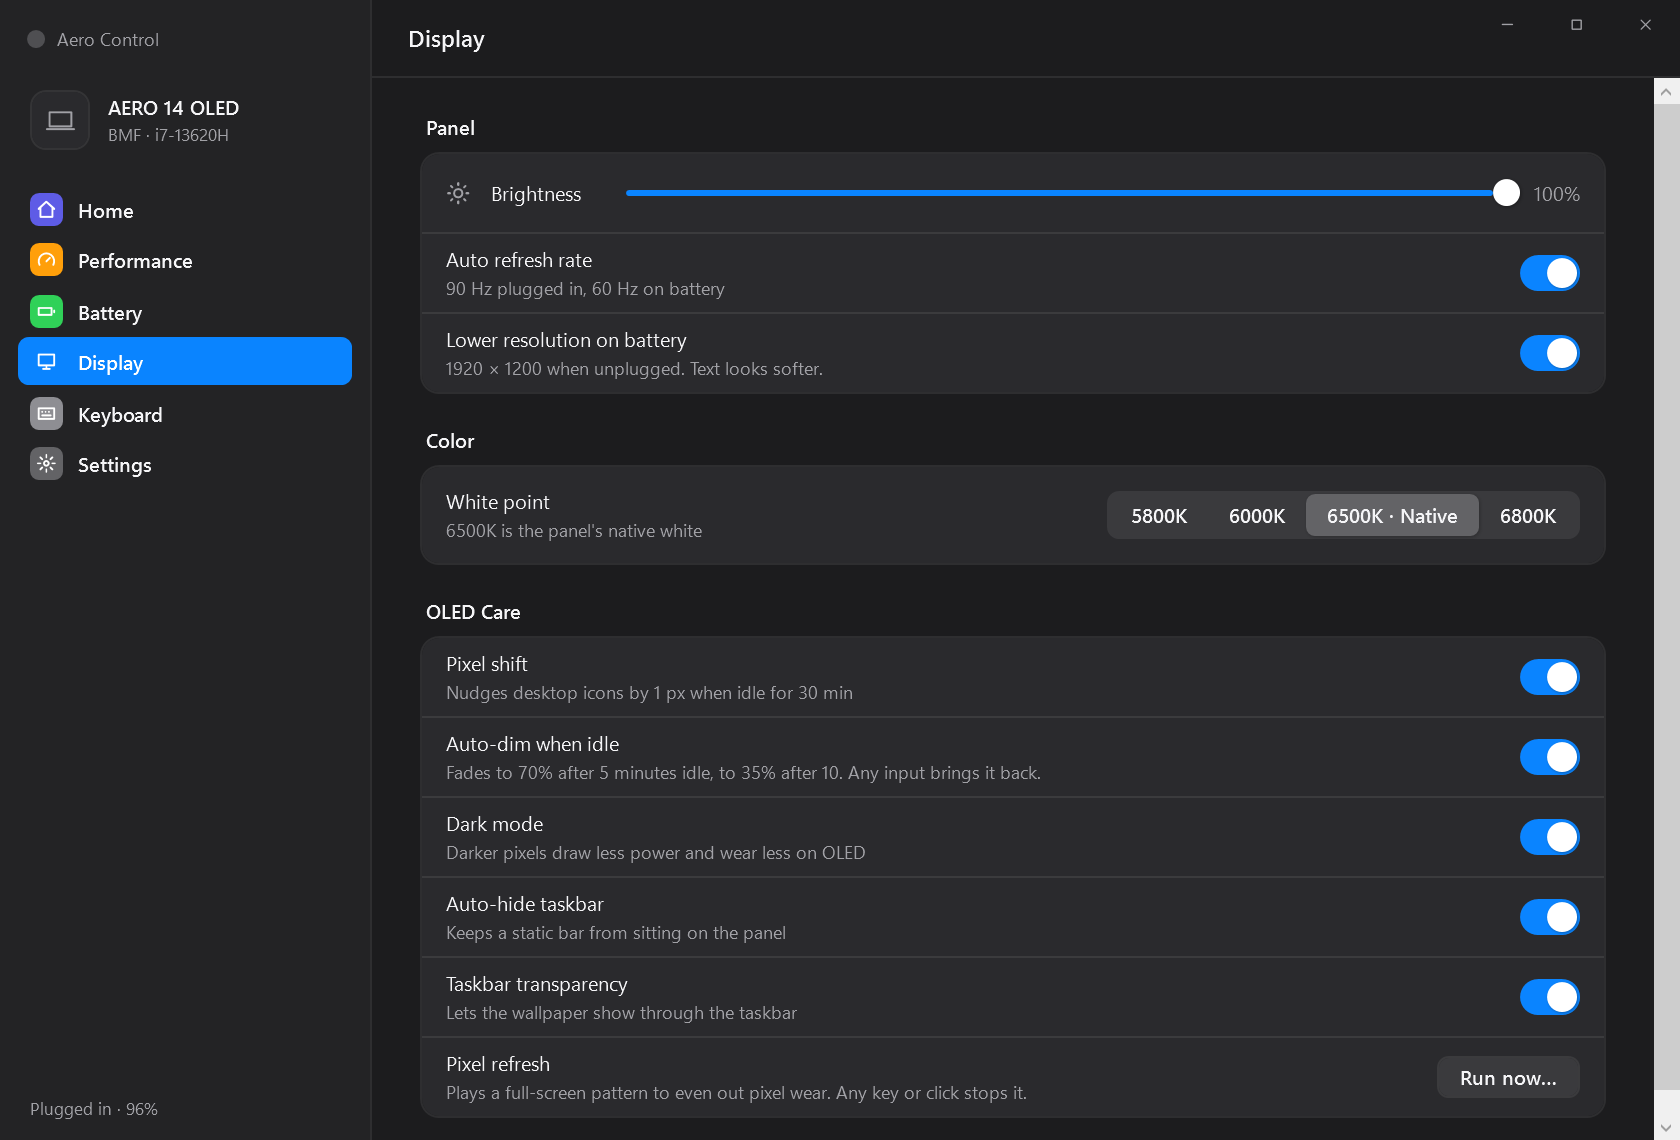 Aero Control
AERO 14 OLED
BMF · i7-13620H
Home
Performance
Battery
Display
Keyboard
Settings
Plugged in · 96%
Display
Panel
Brightness
100%
Auto refresh rate
90 Hz plugged in, 60 Hz on battery
Lower resolution on battery
1920 × 1200 when unplugged. Text looks softer.
Color
White point
6500K is the panel's native white
5800K 6000K 6500K · Native 6800K
OLED Care
Pixel shift
Nudges desktop icons by 1 px when idle for 30 min
Auto-dim when idle
Fades to 70% after 5 minutes idle, to 35% after 10. Any input brings it back.
Dark mode
Darker pixels draw less power and wear less on OLED
Auto-hide taskbar
Keeps a static bar from sitting on the panel
Taskbar transparency
Lets the wallpaper show through the taskbar
Pixel refresh
Plays a full-screen pattern to even out pixel wear. Any key or click stops it.
Run now...